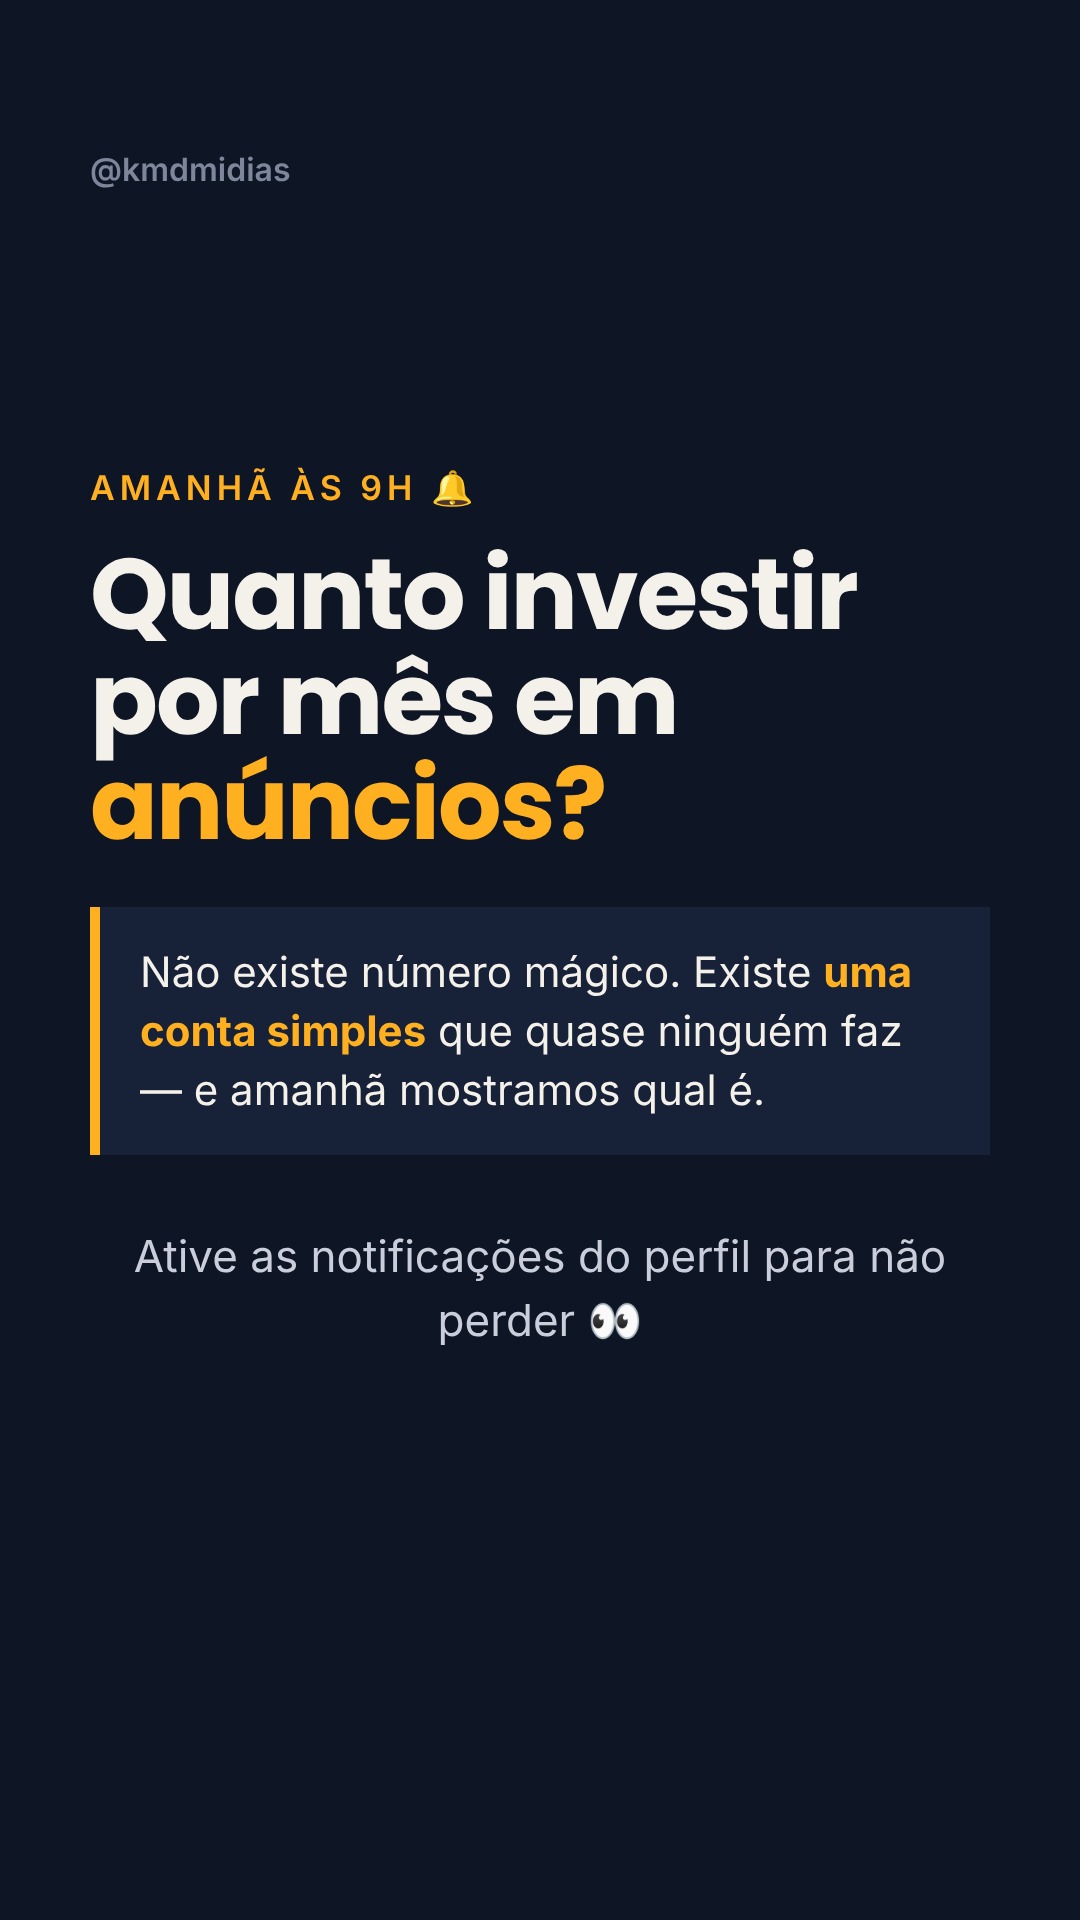 @kmdmidias
AMANHÃ ÀS 9H 🔔
Quanto investir
por mês em
anúncios?
Não existe número mágico. Existe uma
conta simples que quase ninguém faz
— e amanhã mostramos qual é.
Ative as notificações do perfil para não
perder 👀